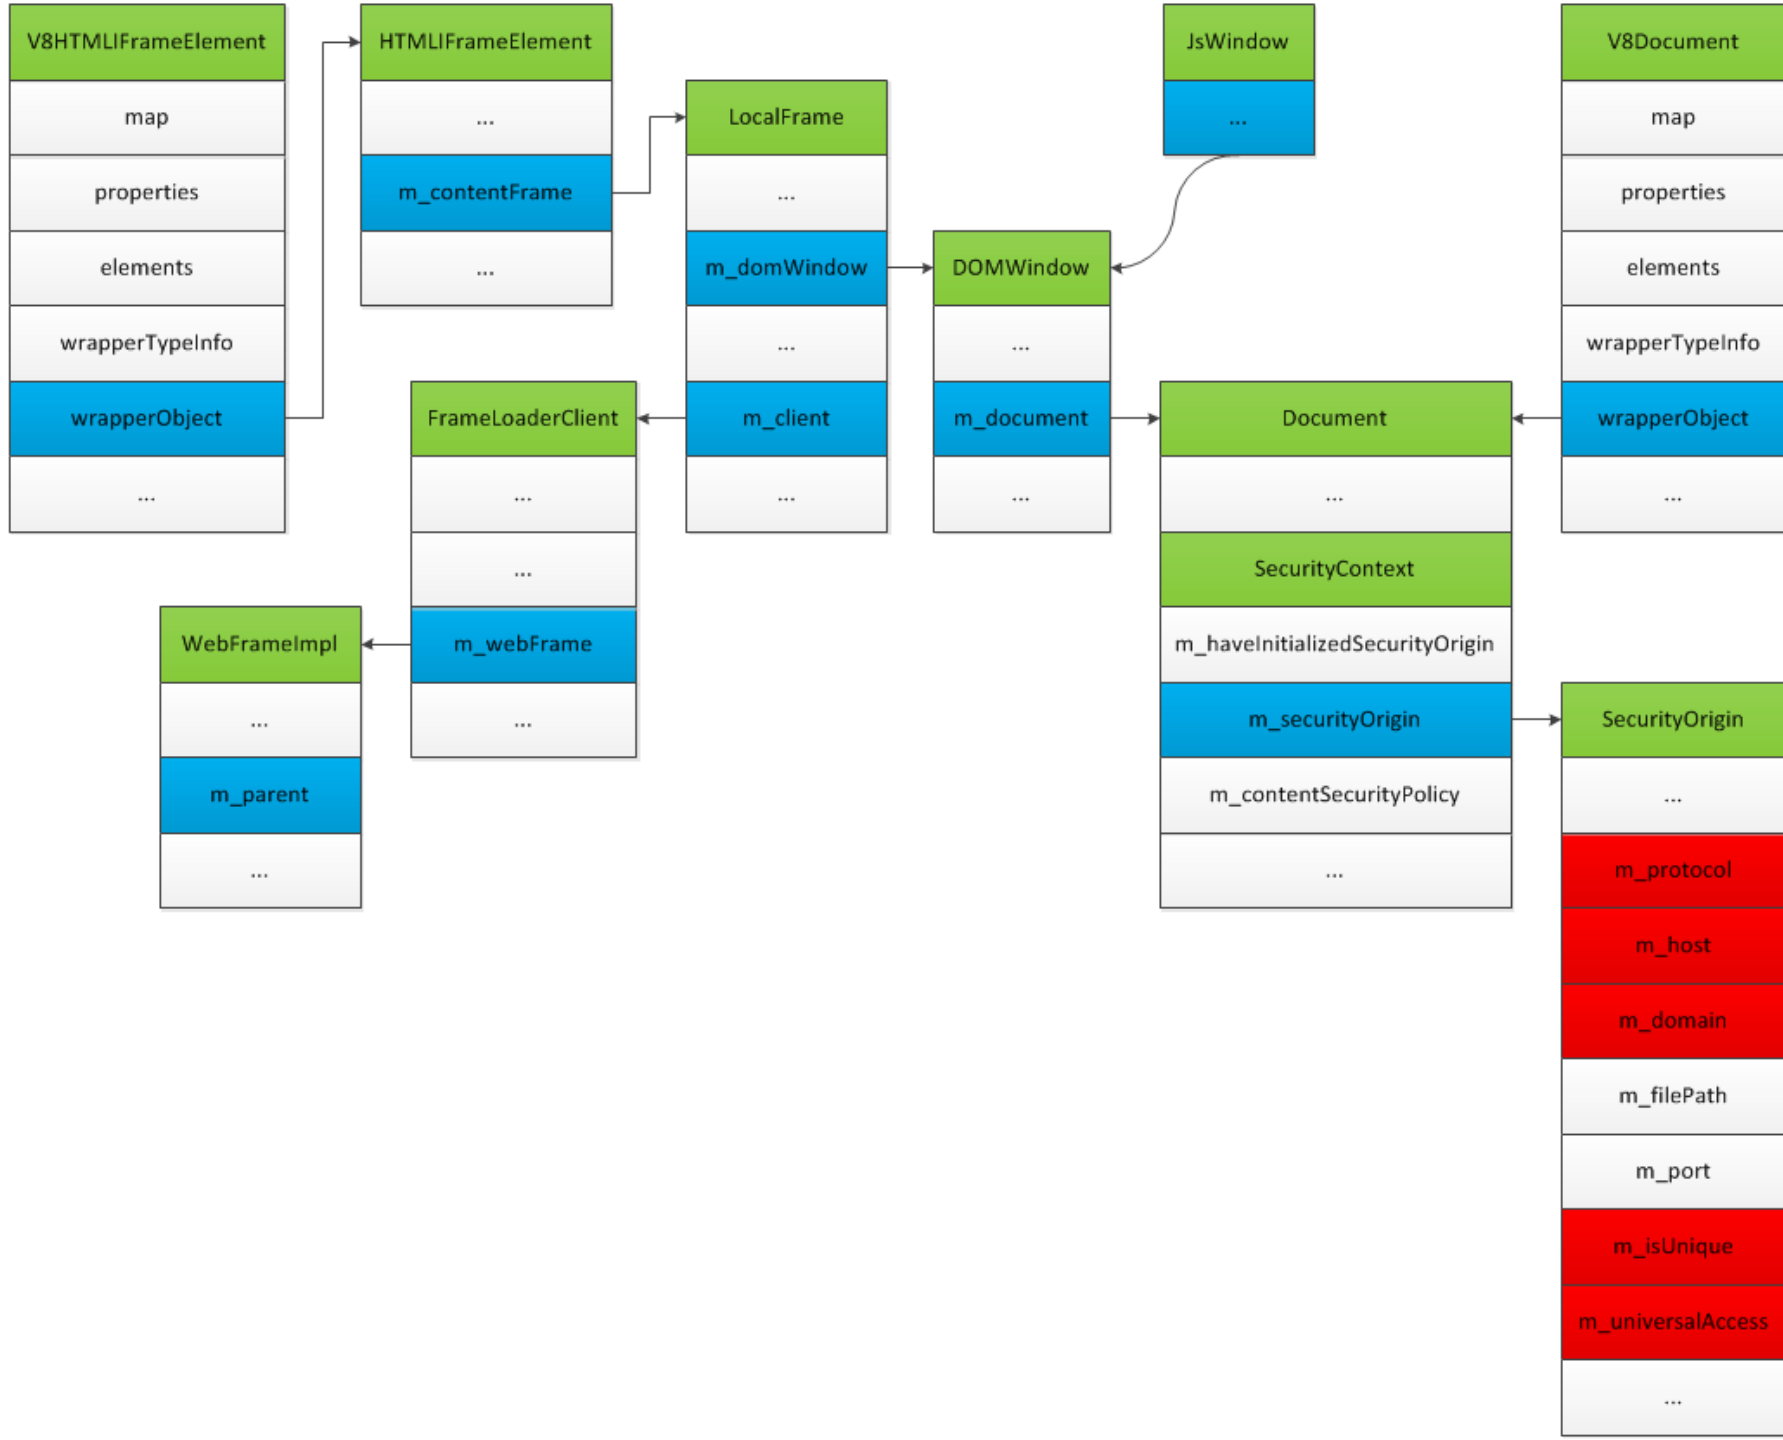 V8HTMLIFrameElement
map
properties
elements
wrapperTypeInfo
wrapperObject
...
HTMLIFrameElement
...
m_contentFrame
...
LocalFrame
...
m_domWindow
...
m_client
...
FrameLoaderClient
...
...
m_webFrame
...
WebFrameImpl
...
m_parent
...
DOMWindow
...
m_document
...
JsWindow
...
Document
...
SecurityContext
m_haveInitializedSecurityOrigin
m_securityOrigin
m_contentSecurityPolicy
...
V8Document
map
properties
elements
wrapperTypeInfo
wrapperObject
...
SecurityOrigin
...
m_protocol
m_host
m_domain
m_filePath
m_port
m_isUnique
m_universalAccess
...